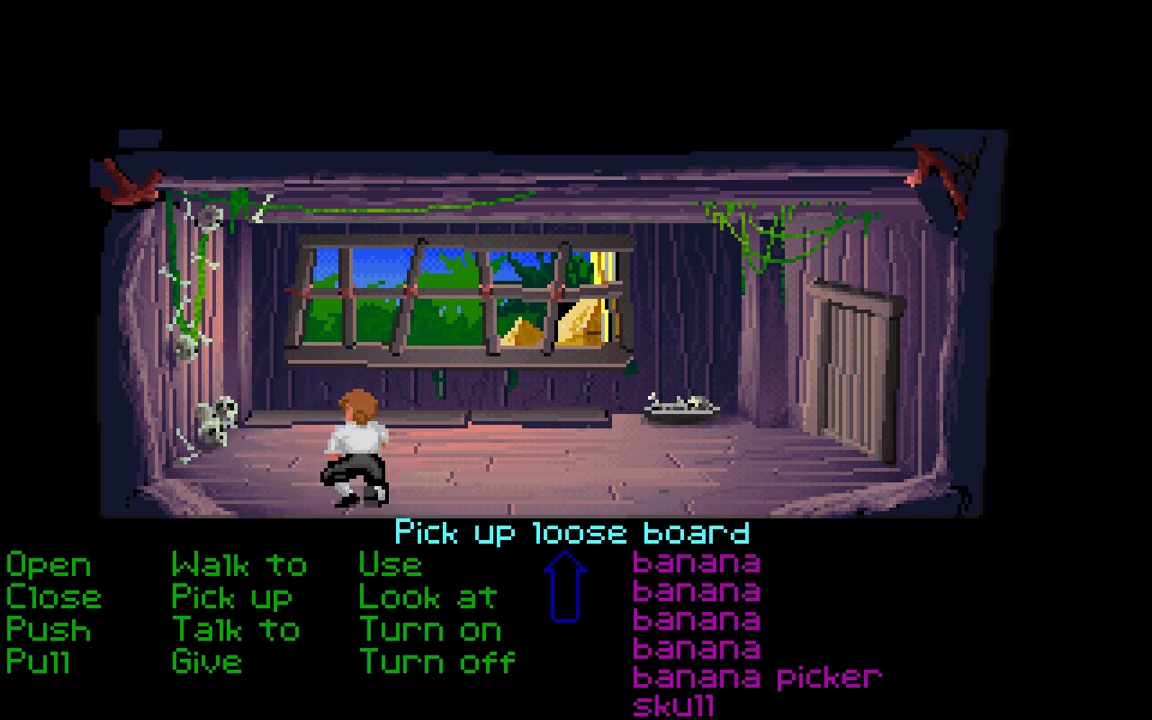 Pick up loose board
Open Walk to Use
Close Pick up Look at
Push Talk to Turn on
Pull Give Turn off
banana
banana
banana
banana
banana picker
skull